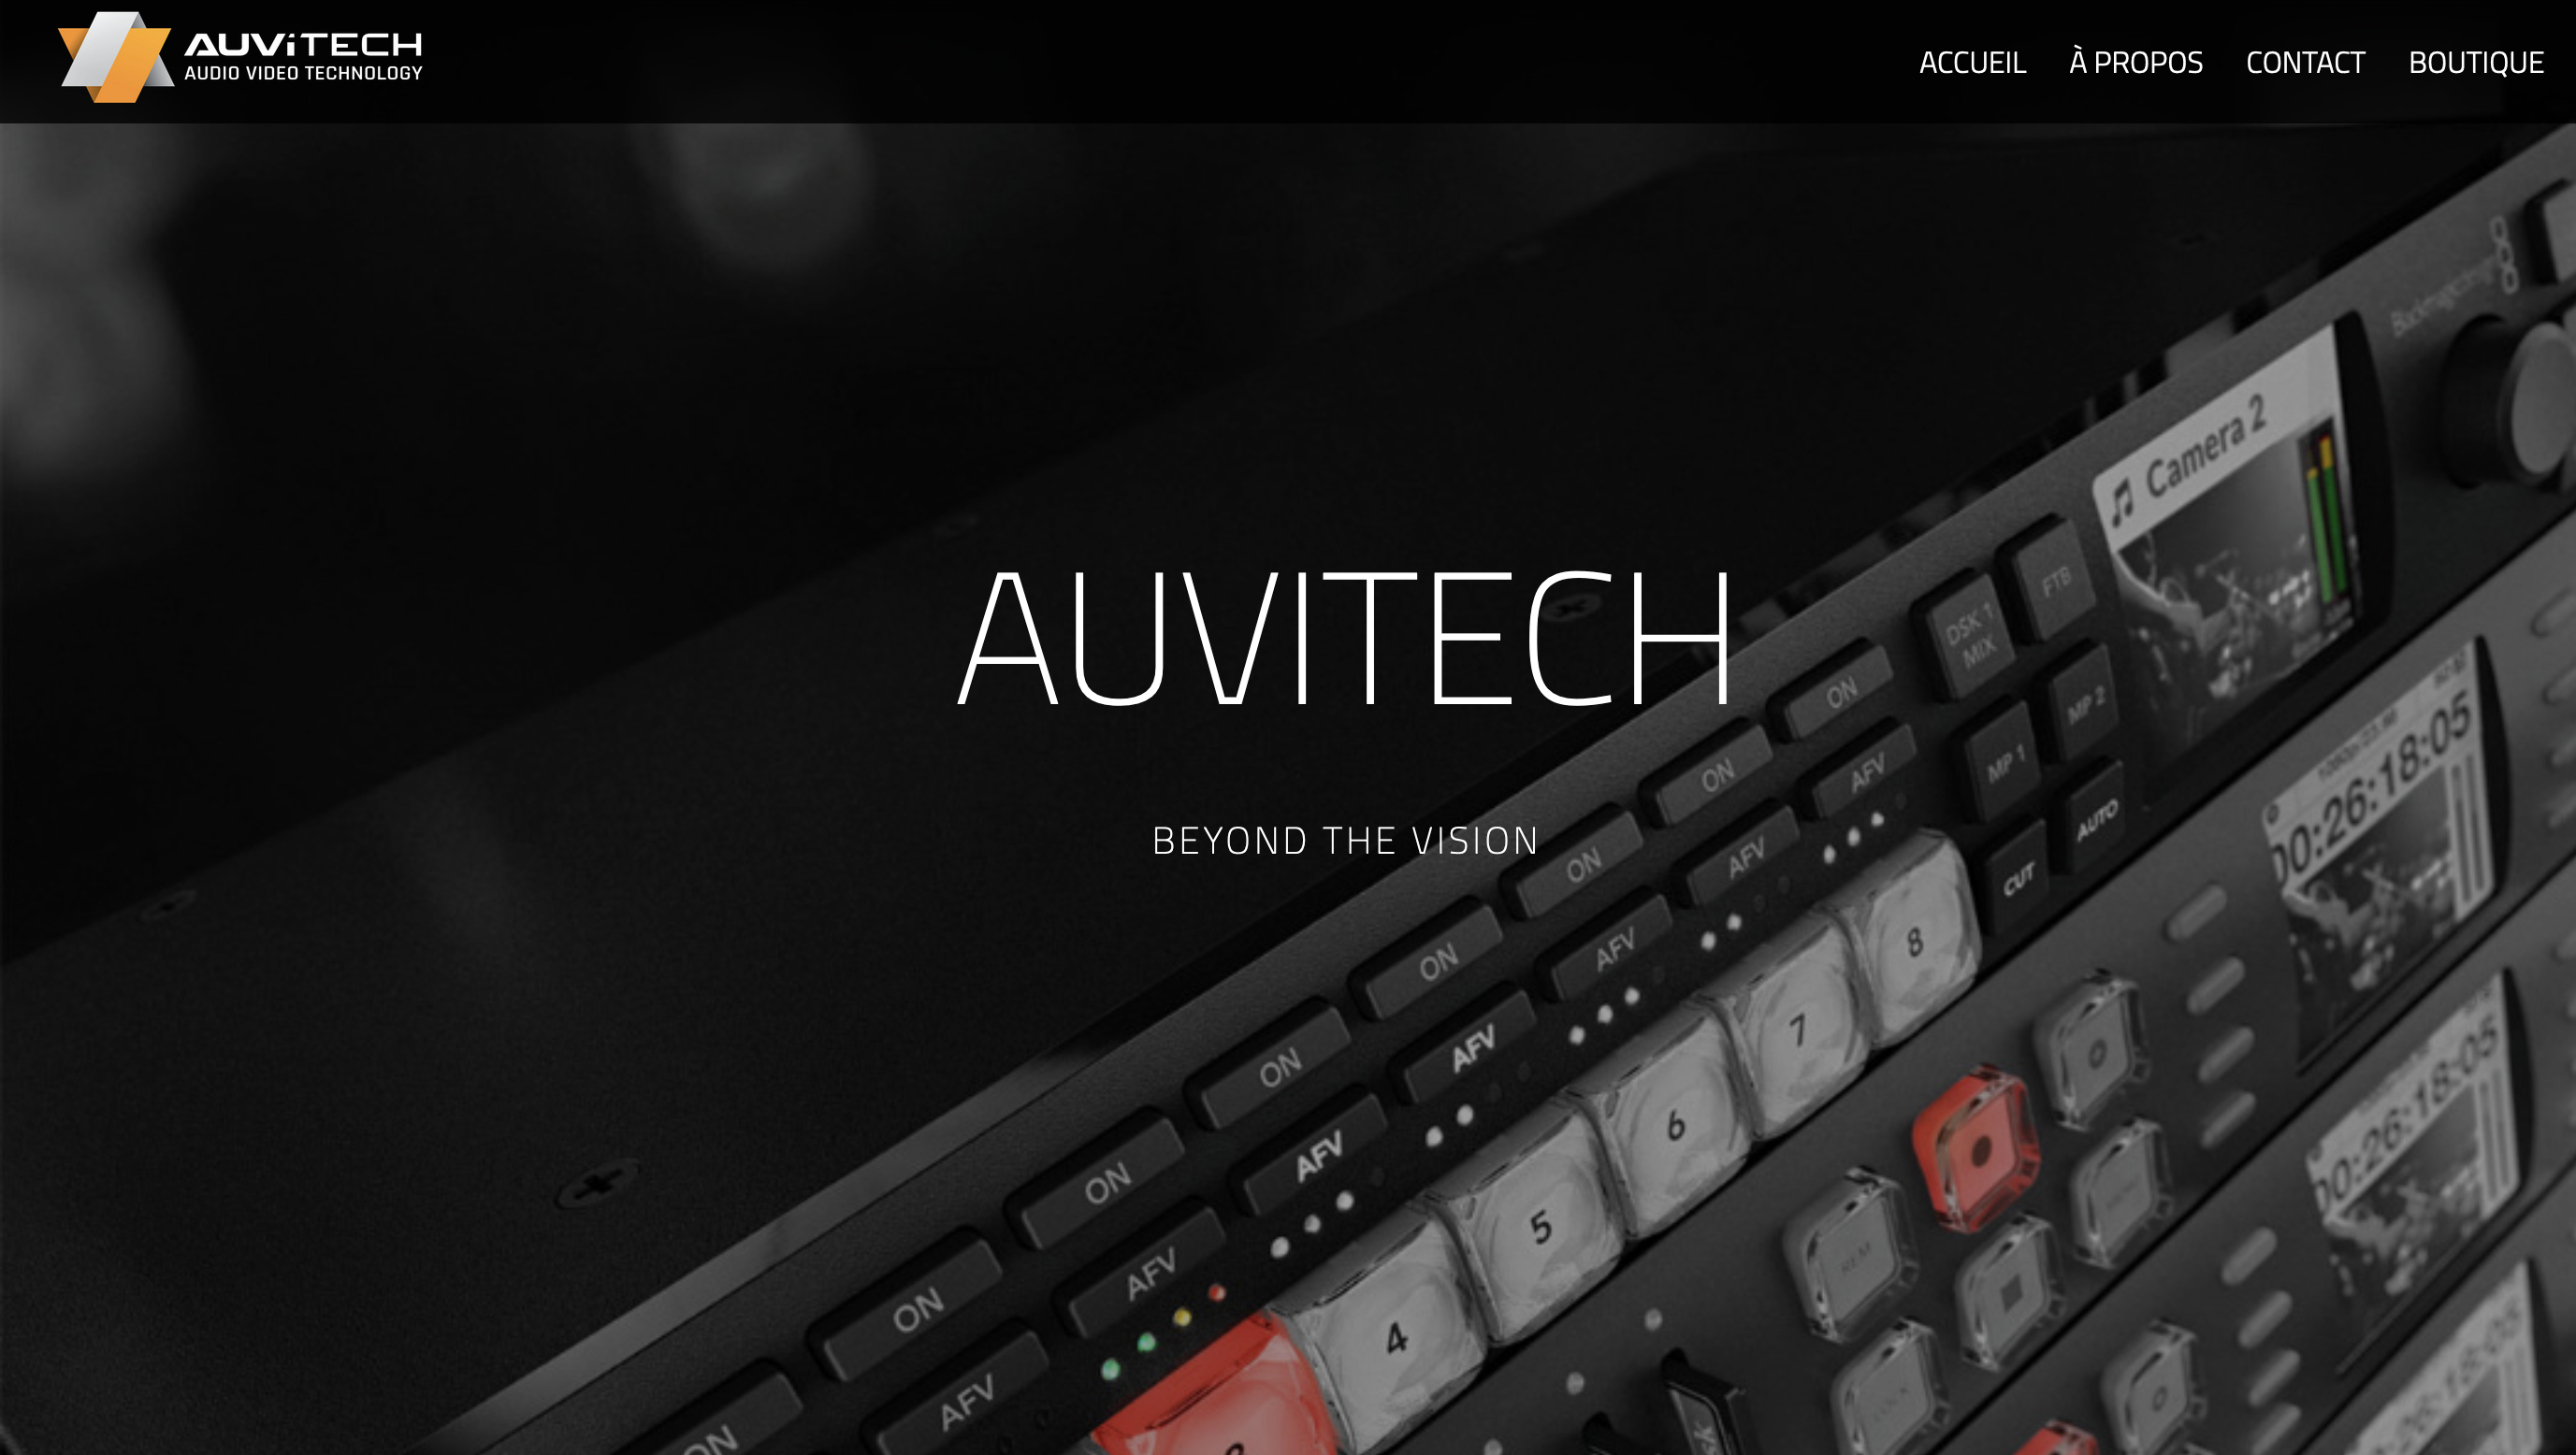 AUViTECH
AUDIO VIDEO TECHNOLOGY
ACCUEIL
À PROPOS
CONTACT
BOUTIQUE
AUVITECH
BEYOND THE VISION
Blackmagicdesign
Camera 2
FTB
DSK 1
MIX
MP 2
MP 1
AUTO
CUT
ON
ON
ON
ON
ON
ON
ON
ON
AFV
AFV
AFV
AFV
AFV
AFV
AFV
8
7
6
5
4
00:26:18:05
00:26:18:05
REM